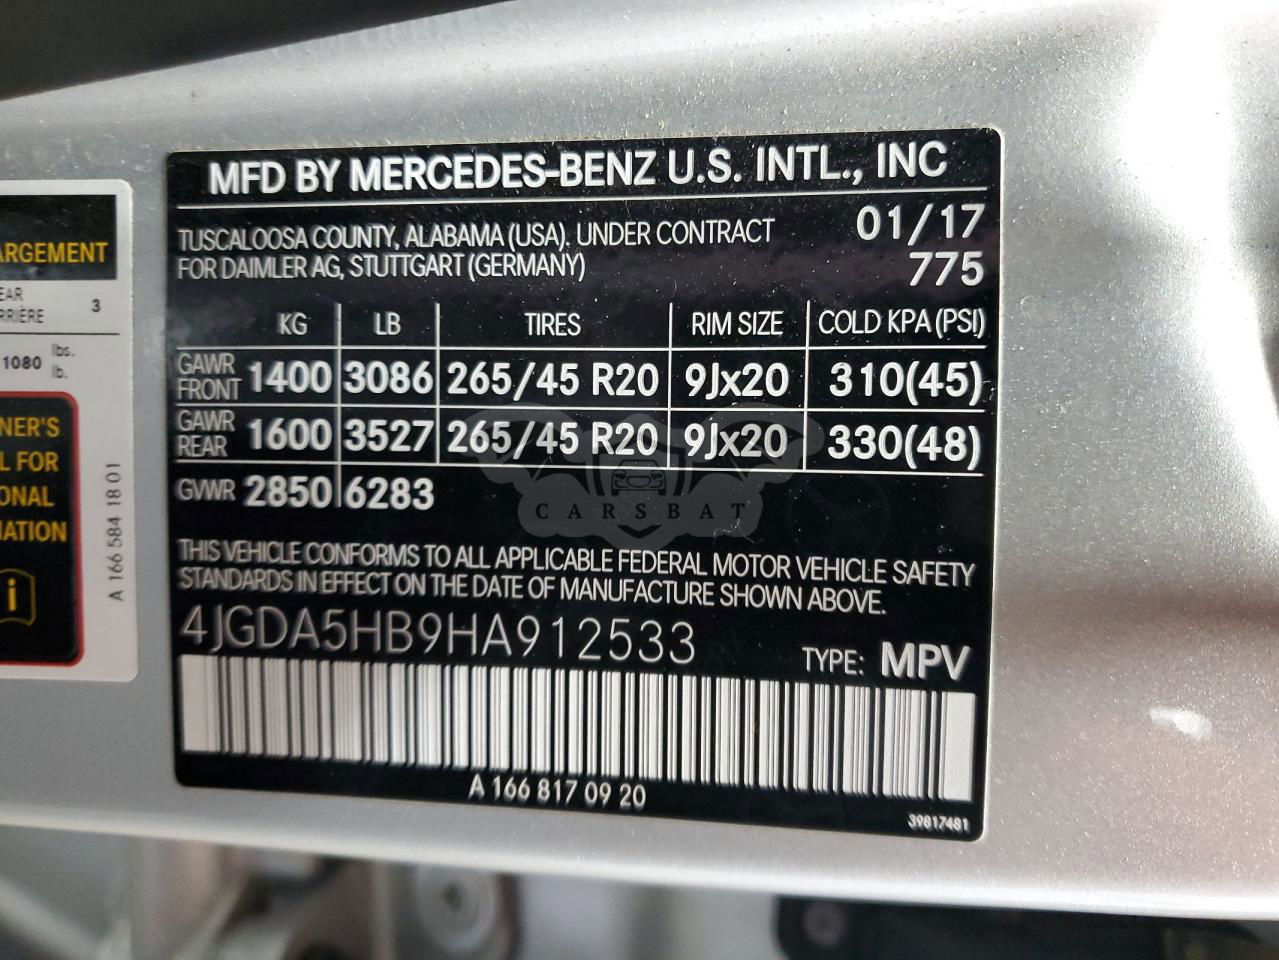 ARGEMENT
EAR
RRIÈRE 3
1080 lbs.
lb.
NER'S
L FOR
ONAL
ATION
i
A 166 584 18 01
MFD BY MERCEDES-BENZ U.S. INTL., INC
TUSCALOOSA COUNTY, ALABAMA (USA). UNDER CONTRACT 01/17
FOR DAIMLER AG, STUTTGART (GERMANY) 775
KG LB TIRES RIM SIZE COLD KPA (PSI)
GAWR FRONT 1400 3086 265/45 R20 9Jx20 310(45)
GAWR REAR 1600 3527 265/45 R20 9Jx20 330(48)
GVWR 2850 6283
CARSBAT
THIS VEHICLE CONFORMS TO ALL APPLICABLE FEDERAL MOTOR VEHICLE SAFETY
STANDARDS IN EFFECT ON THE DATE OF MANUFACTURE SHOWN ABOVE.
4JGDA5HB9HA912533
TYPE: MPV
A 166 817 09 20
39817481